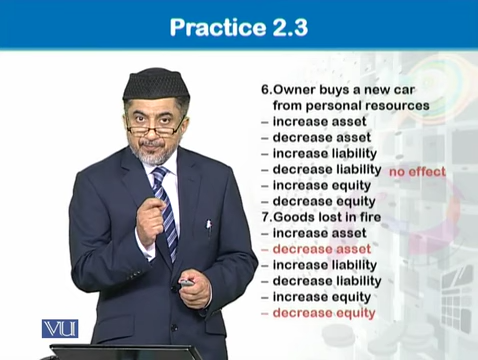 Practice 2.3
6.Owner buys a new car
from personal resources
– increase asset
– decrease asset
– increase liability
– decrease liability no effect
– increase equity
– decrease equity
7.Goods lost in fire
– increase asset
– decrease asset
– increase liability
– decrease liability
– increase equity
– decrease equity
VU